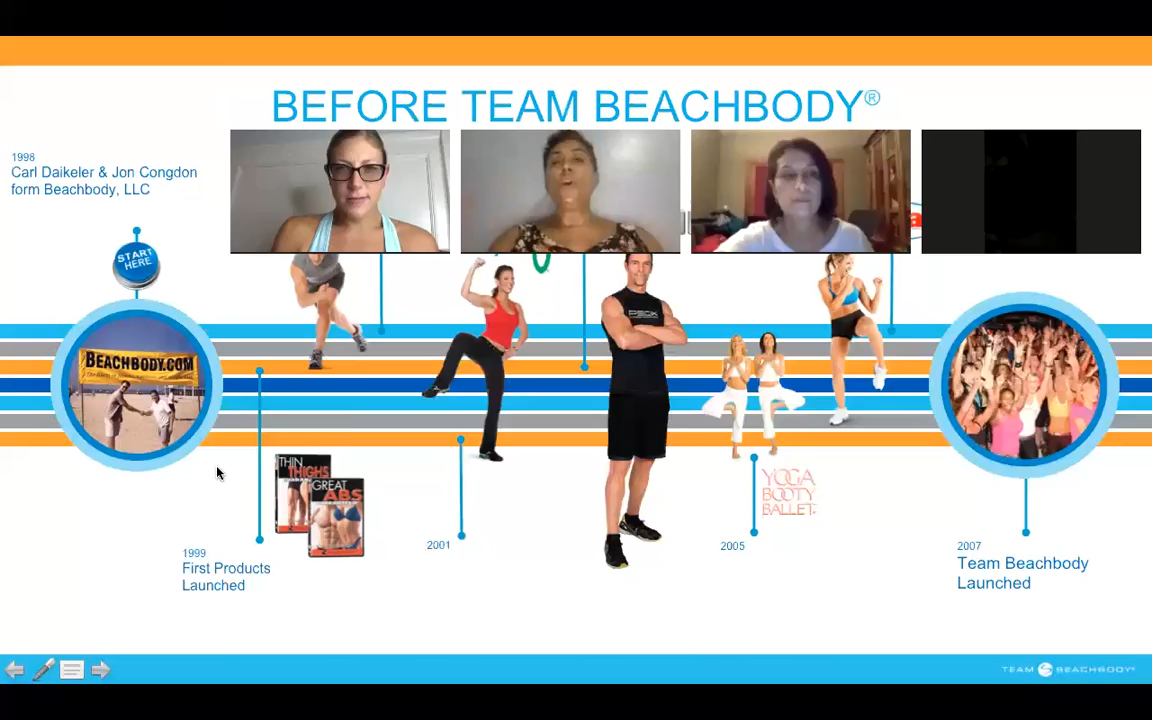 BEFORE TEAM BEACHBODY®
1998
Carl Daikeler & Jon Congdon
form Beachbody, LLC
START
HERE
BEACHBODY.COM
THIN
THIGHS
GREAT
ABS
1999
First Products
Launched
2001
YOGA
BOOTY
BALLET
2005
2007
Team Beachbody
Launched
TEAM BEACHBODY®